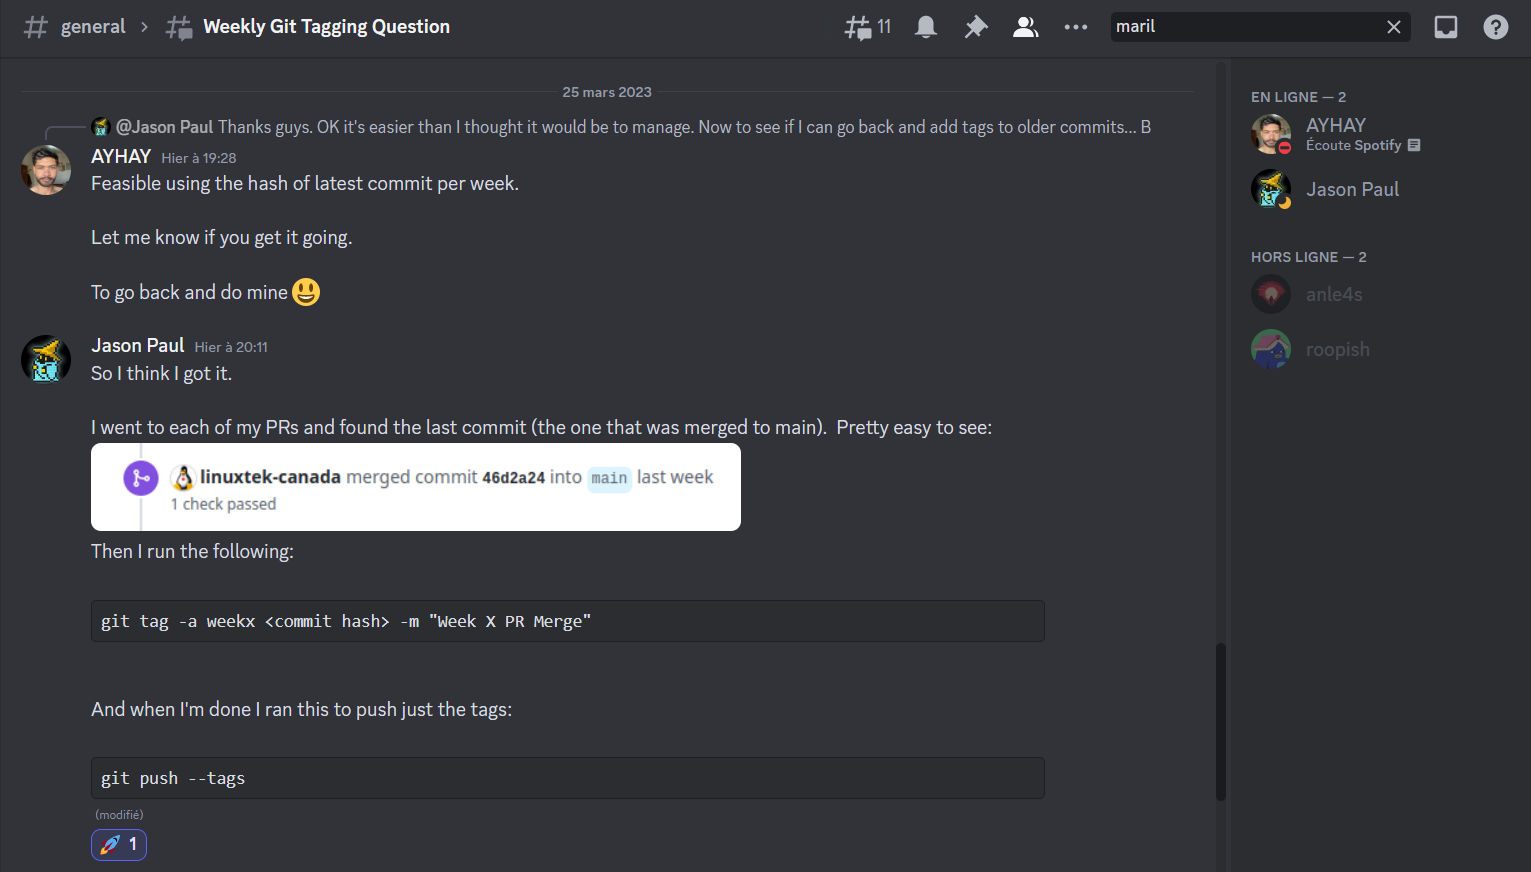 general > Weekly Git Tagging Question
11
maril
25 mars 2023
@Jason Paul Thanks guys. OK it's easier than I thought it would be to manage. Now to see if I can go back and add tags to older commits... B
AYHAY Hier à 19:28
Feasible using the hash of latest commit per week.
Let me know if you get it going.
To go back and do mine 😃
Jason Paul Hier à 20:11
So I think I got it.
I went to each of my PRs and found the last commit (the one that was merged to main).  Pretty easy to see:
linuxtek-canada merged commit 46d2a24 into main last week
1 check passed
Then I run the following:
git tag -a weekx <commit hash> -m "Week X PR Merge"
And when I'm done I ran this to push just the tags:
git push --tags
(modifié)
🚀 1
EN LIGNE — 2
AYHAY
Écoute Spotify
Jason Paul
HORS LIGNE — 2
anle4s
roopish